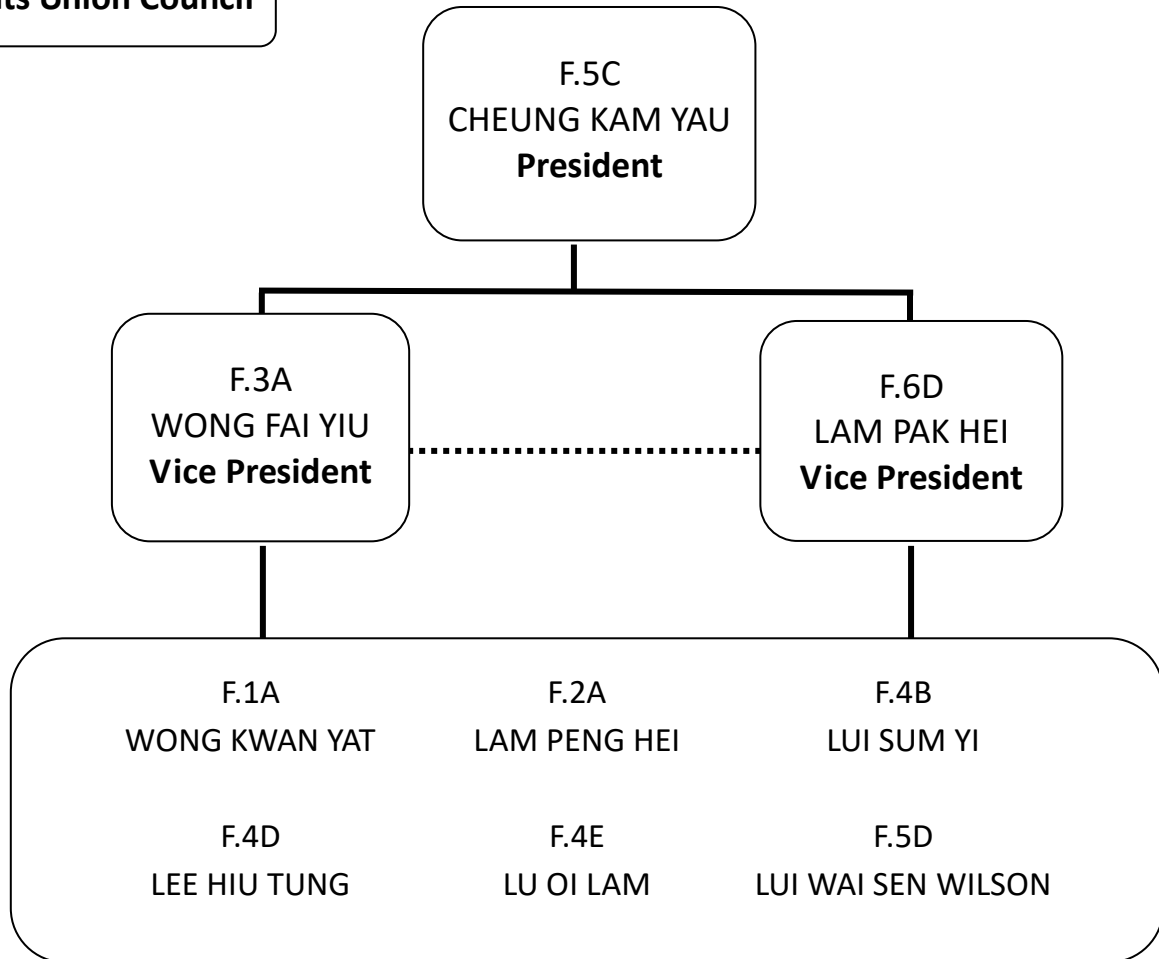 Union Council
F.5C
CHEUNG KAM YAU
President
F.3A
WONG FAI YIU
Vice President
F.6D
LAM PAK HEI
Vice President
F.1A
WONG KWAN YAT
F.2A
LAM PENG HEI
F.4B
LUI SUM YI
F.4D
LEE HIU TUNG
F.4E
LU OI LAM
F.5D
LUI WAI SEN WILSON